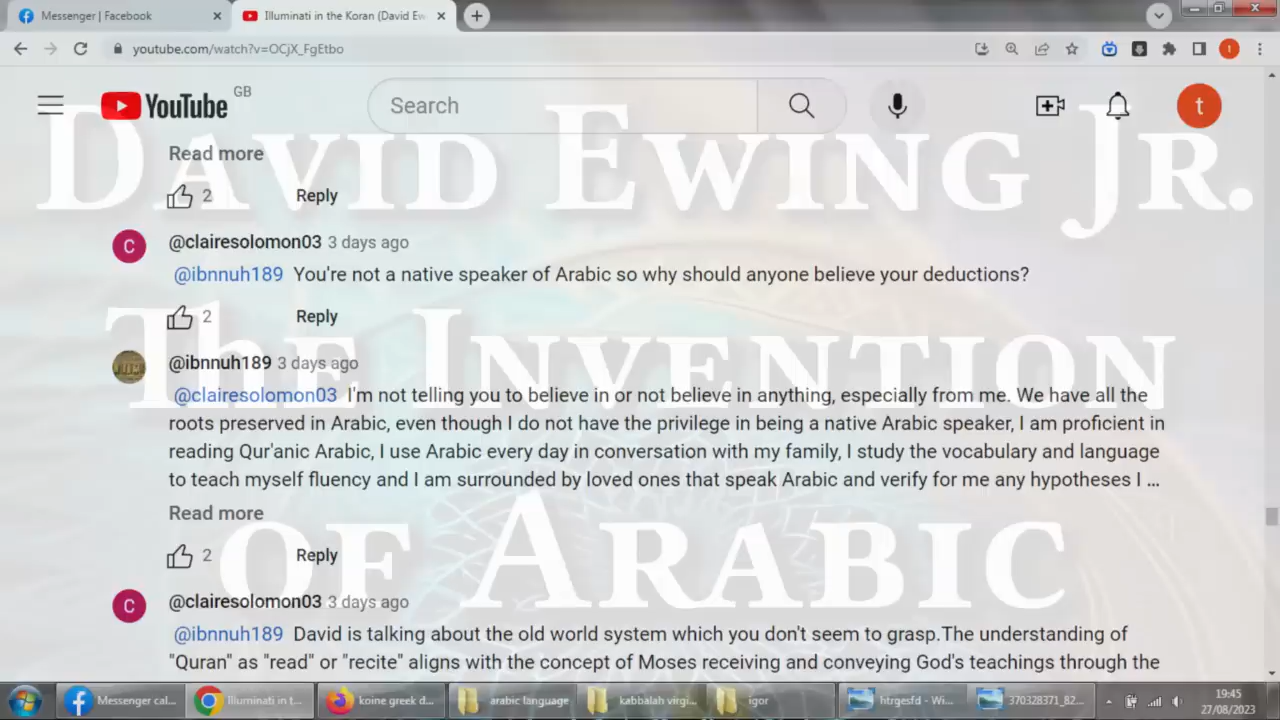 Messenger | Facebook
Illuminati in the Koran (David Ew
youtube.com/watch?v=OCjX_FgEtbo
YouTube GB
Search
t
DAVID EWING JR.
Read more
2 Reply
C
@clairesolomon03 3 days ago
@ibnnuh189 You're not a native speaker of Arabic so why should anyone believe your deductions?
2 Reply
THE INVENTION
@ibnnuh189 3 days ago
@clairesolomon03 I'm not telling you to believe in or not believe in anything, especially from me. We have all the
roots preserved in Arabic, even though I do not have the privilege in being a native Arabic speaker, I am proficient in
reading Qur'anic Arabic, I use Arabic every day in conversation with my family, I study the vocabulary and language
to teach myself fluency and I am surrounded by loved ones that speak Arabic and verify for me any hypotheses I ...
Read more
2 Reply
OF ARABIC
C
@clairesolomon03 3 days ago
@ibnnuh189 David is talking about the old world system which you don't seem to grasp.The understanding of
"Quran" as "read" or "recite" aligns with the concept of Moses receiving and conveying God's teachings through the
Messenger cal...
Illuminati in t...
koine greek d...
arabic language
kabbalah virgi...
igor
htrgesfd - Wi...
370328371_82...
19:45
27/08/2023